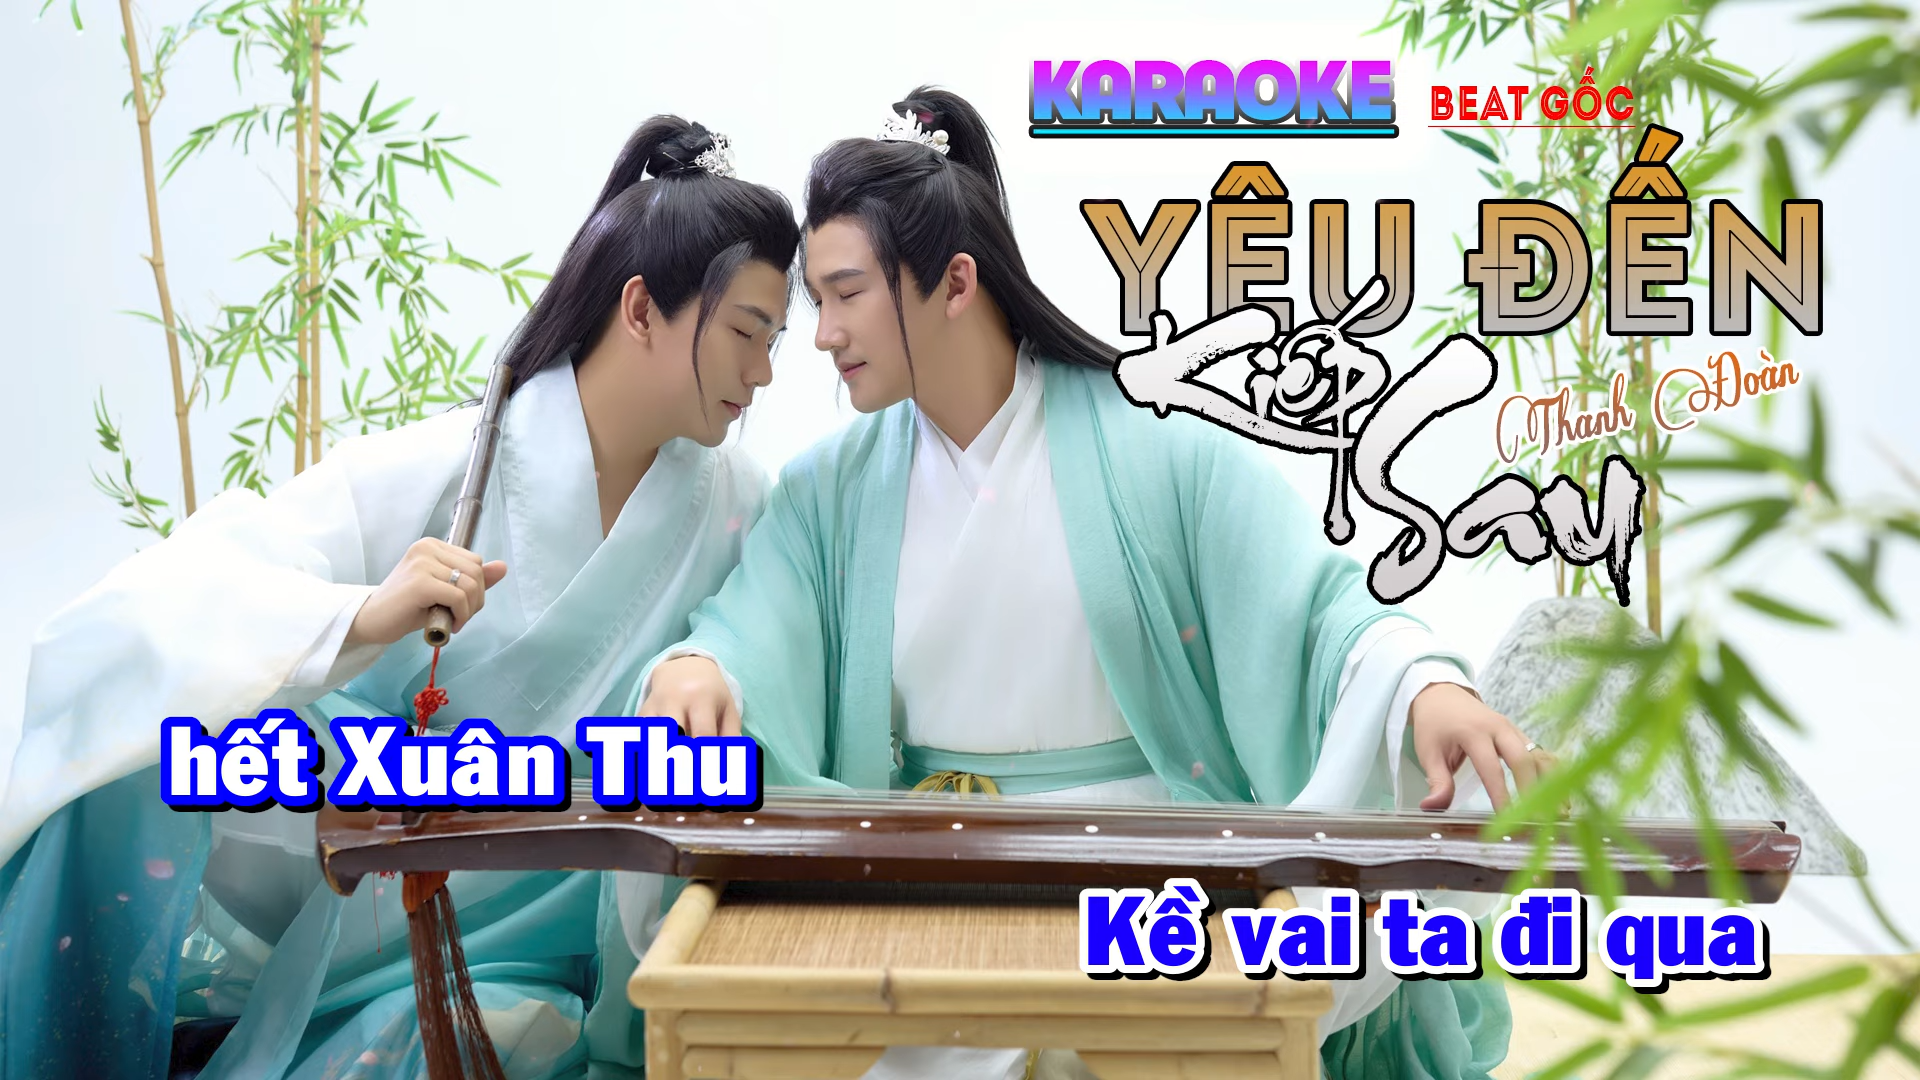 KARAOKE BEAT GỐC
YÊU ĐẾN
Kiếp Sau
Thanh Đoàn
hết Xuân Thu
Kề vai ta đi qua